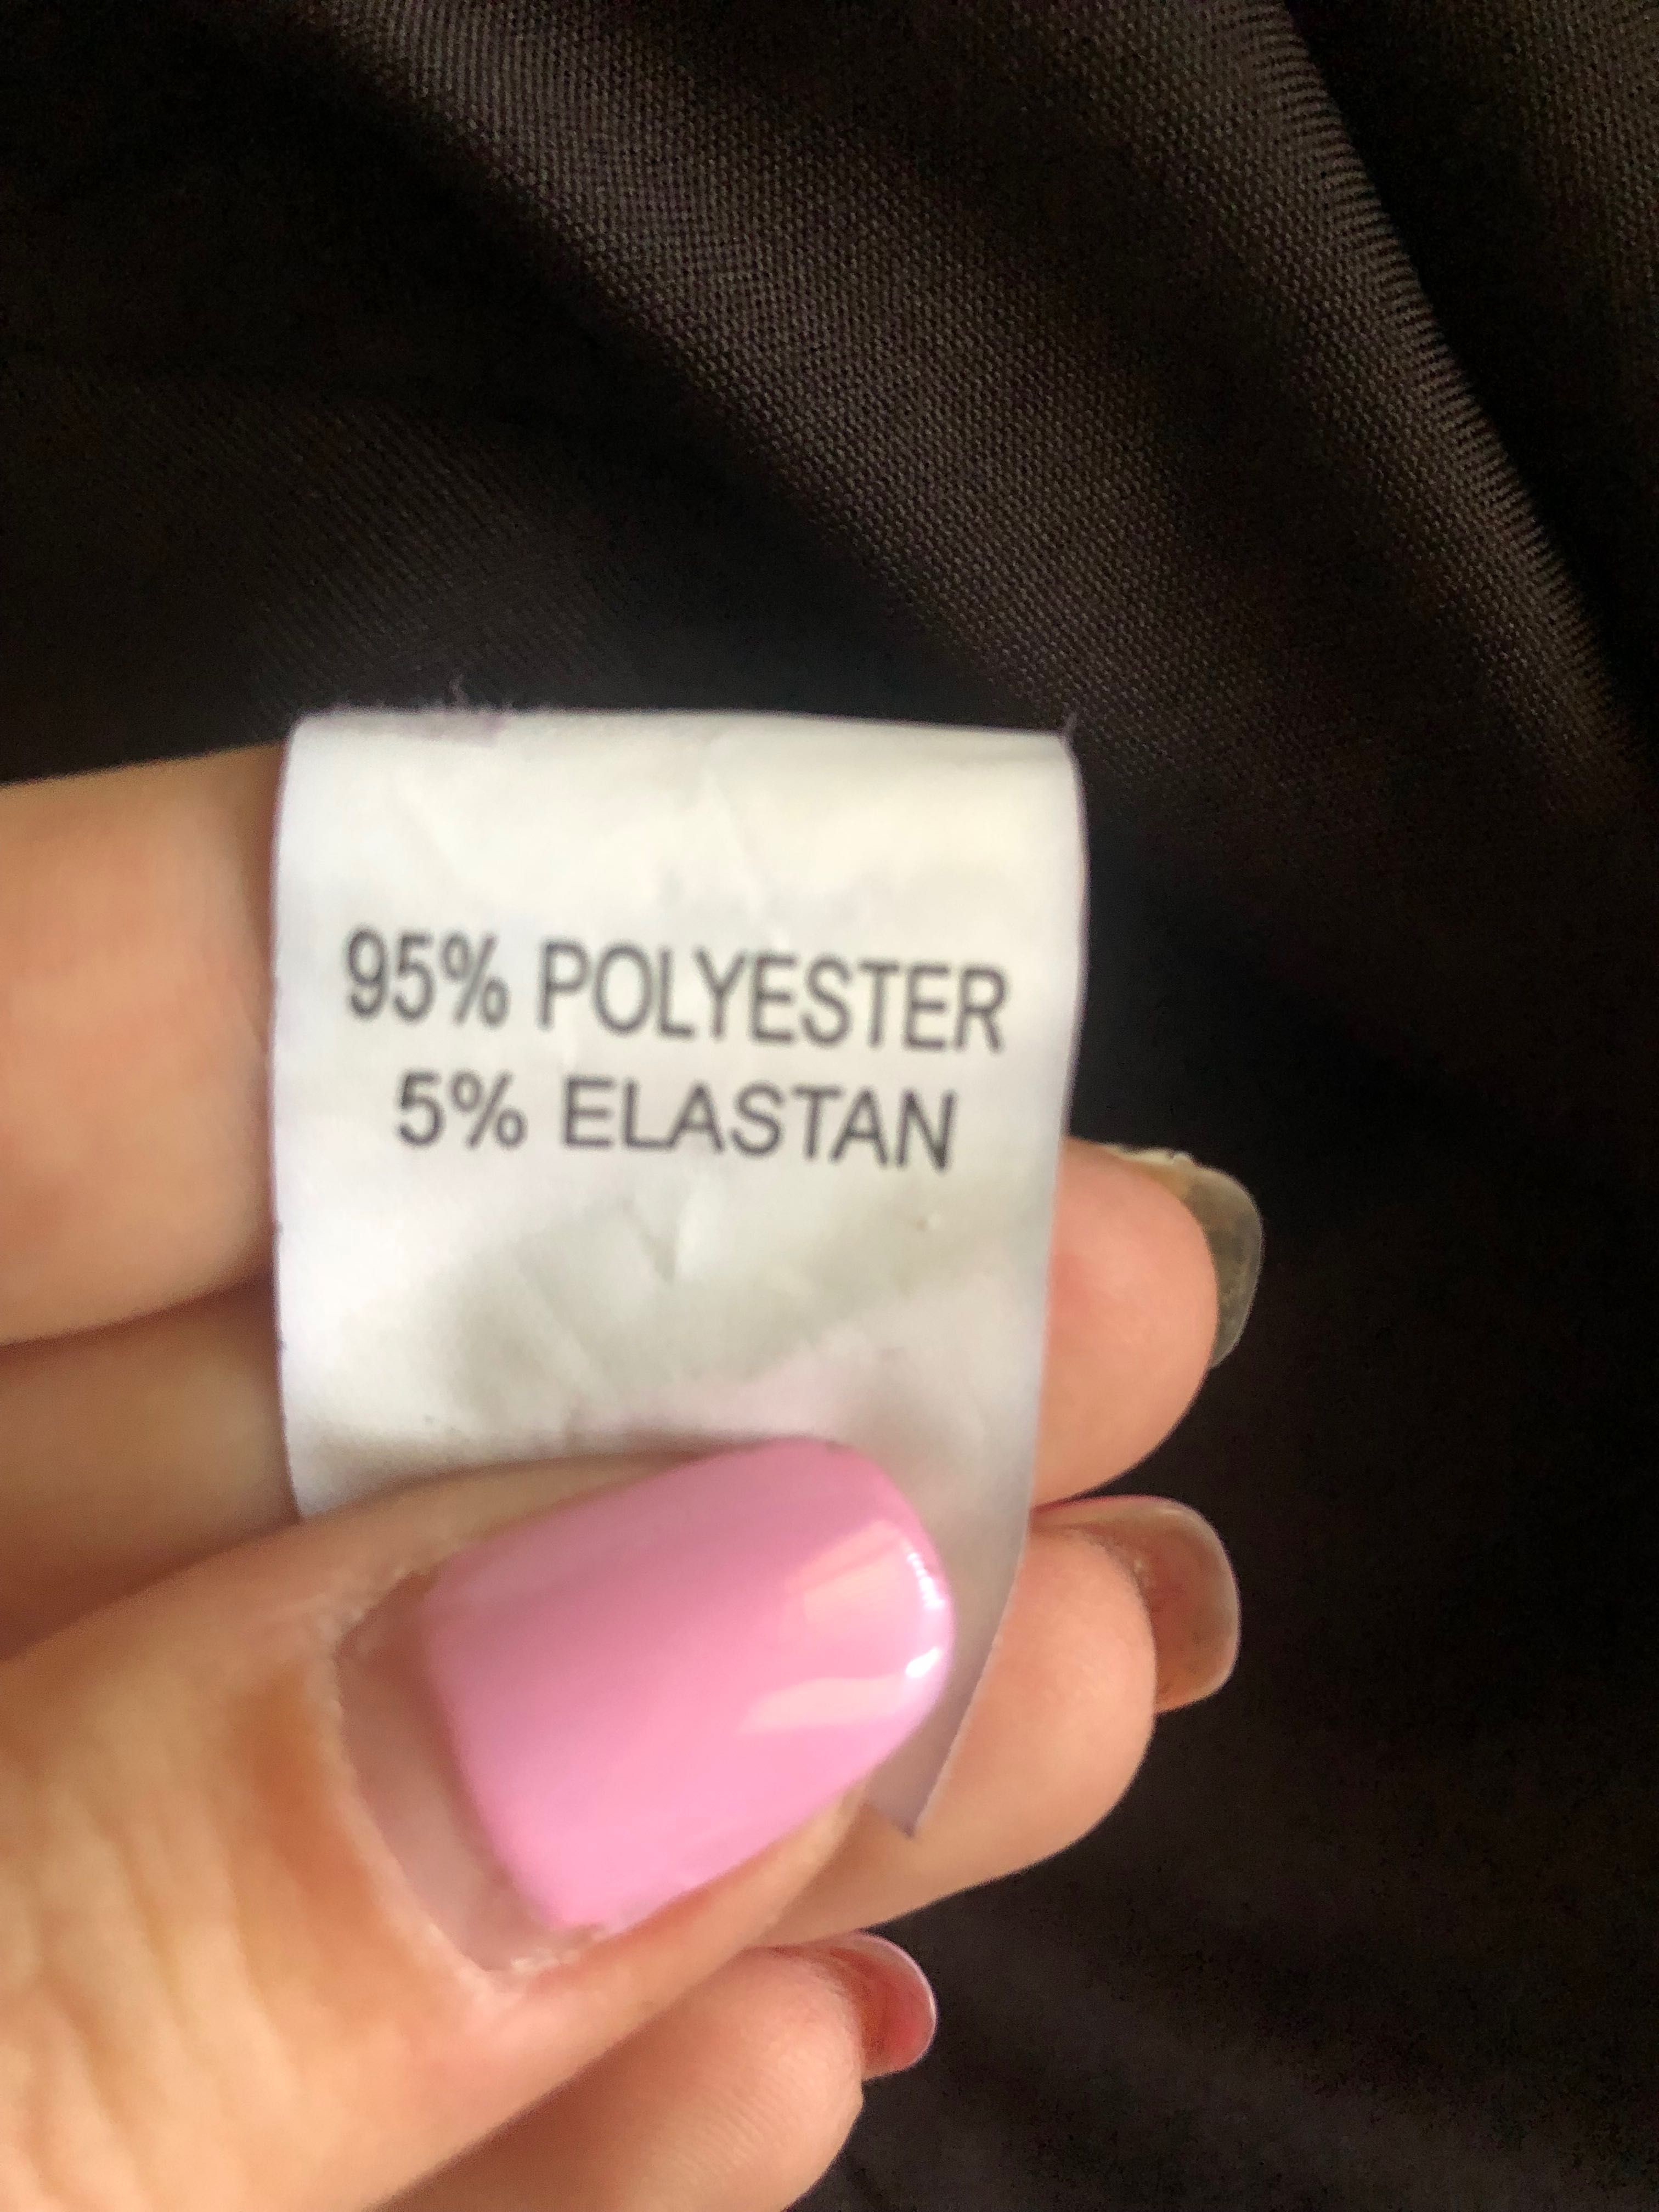 95% POLYESTER
5% ELASTAN